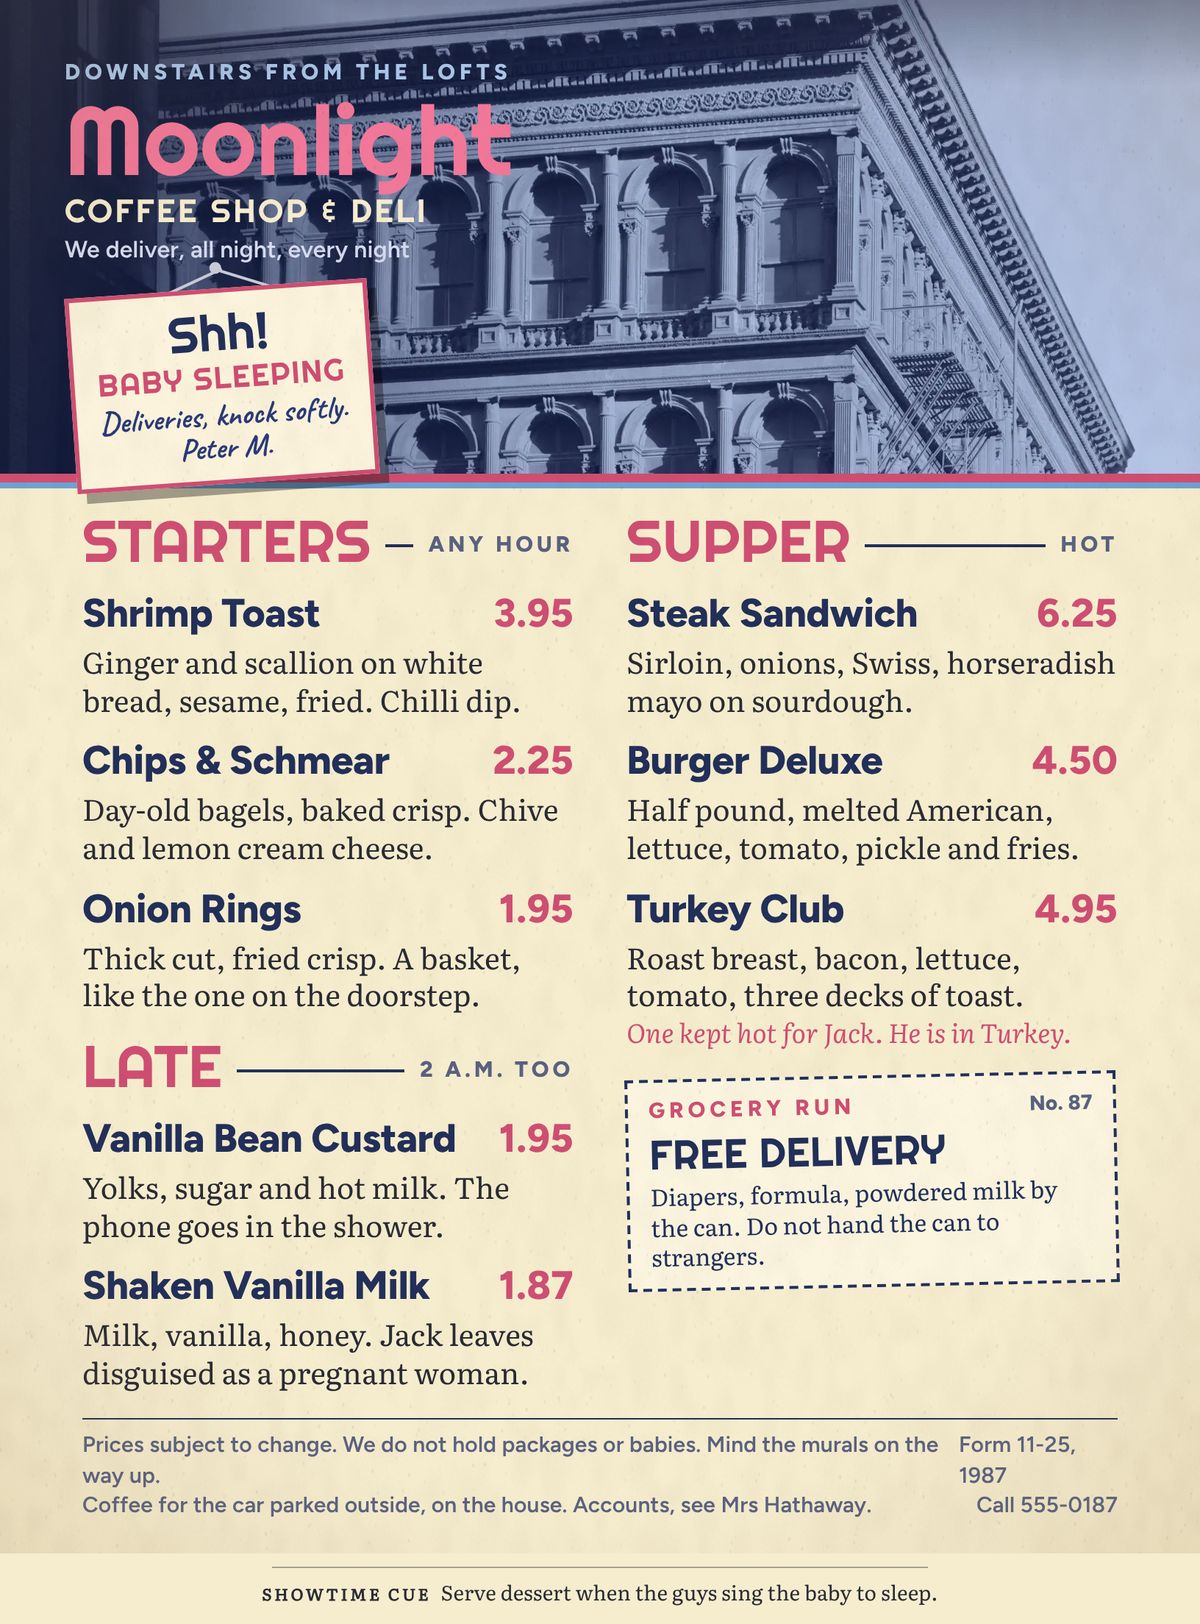 DOWNSTAIRS FROM THE LOFTS
Moonlight
COFFEE SHOP & DELI
We deliver, all night, every night
Shh!
BABY SLEEPING
Deliveries, knock softly.
Peter M.
STARTERS — ANY HOUR
Shrimp Toast 3.95
Ginger and scallion on white
bread, sesame, fried. Chilli dip.
Chips & Schmear 2.25
Day-old bagels, baked crisp. Chive
and lemon cream cheese.
Onion Rings 1.95
Thick cut, fried crisp. A basket,
like the one on the doorstep.
LATE 2 A.M. TOO
Vanilla Bean Custard 1.95
Yolks, sugar and hot milk. The
phone goes in the shower.
Shaken Vanilla Milk 1.87
Milk, vanilla, honey. Jack leaves
disguised as a pregnant woman.
SUPPER HOT
Steak Sandwich 6.25
Sirloin, onions, Swiss, horseradish
mayo on sourdough.
Burger Deluxe 4.50
Half pound, melted American,
lettuce, tomato, pickle and fries.
Turkey Club 4.95
Roast breast, bacon, lettuce,
tomato, three decks of toast.
One kept hot for Jack. He is in Turkey.
GROCERY RUN No. 87
FREE DELIVERY
Diapers, formula, powdered milk by
the can. Do not hand the can to
strangers.
Prices subject to change. We do not hold packages or babies. Mind the murals on the
way up.
Form 11-25,
1987
Coffee for the car parked outside, on the house. Accounts, see Mrs Hathaway.
Call 555-0187
SHOWTIME CUE Serve dessert when the guys sing the baby to sleep.